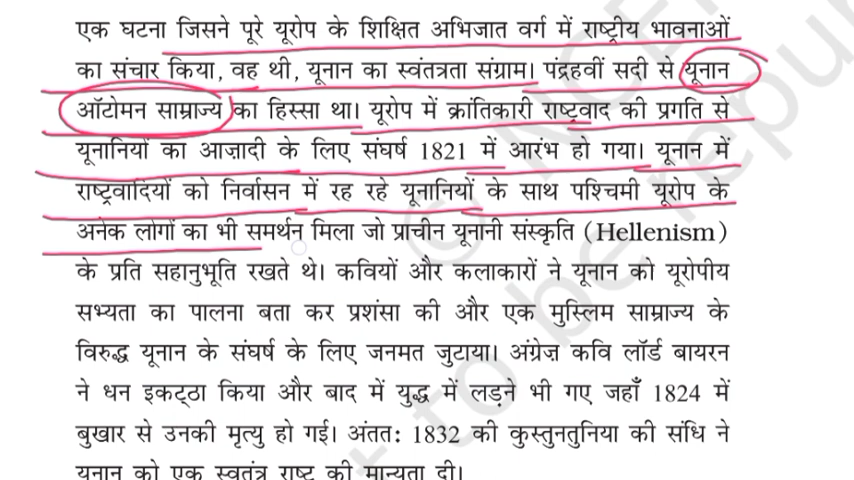 एक घटना जिसने पूरे यूरोप के शिक्षित अभिजात वर्ग में राष्ट्रीय भावनाओं
का संचार किया, वह थी, यूनान का स्वतंत्रता संग्राम। पंद्रहवीं सदी से यूनान
ऑटोमन साम्राज्य का हिस्सा था। यूरोप में क्रांतिकारी राष्ट्रवाद की प्रगति से
यूनानियों का आज़ादी के लिए संघर्ष 1821 में आरंभ हो गया। यूनान में
राष्ट्रवादियों को निर्वासन में रह रहे यूनानियों के साथ पश्चिमी यूरोप के
अनेक लोगों का भी समर्थन मिला जो प्राचीन यूनानी संस्कृति (Hellenism)
के प्रति सहानुभूति रखते थे। कवियों और कलाकारों ने यूनान को यूरोपीय
सभ्यता का पालना बता कर प्रशंसा की और एक मुस्लिम साम्राज्य के
विरुद्ध यूनान के संघर्ष के लिए जनमत जुटाया। अंग्रेज़ कवि लॉर्ड बायरन
ने धन इकट्ठा किया और बाद में युद्ध में लड़ने भी गए जहाँ 1824 में
बुखार से उनकी मृत्यु हो गई। अंतत: 1832 की कुस्तुनतुनिया की संधि ने
यूनान को एक स्वतंत्र राष्ट्र की मान्यता दी।